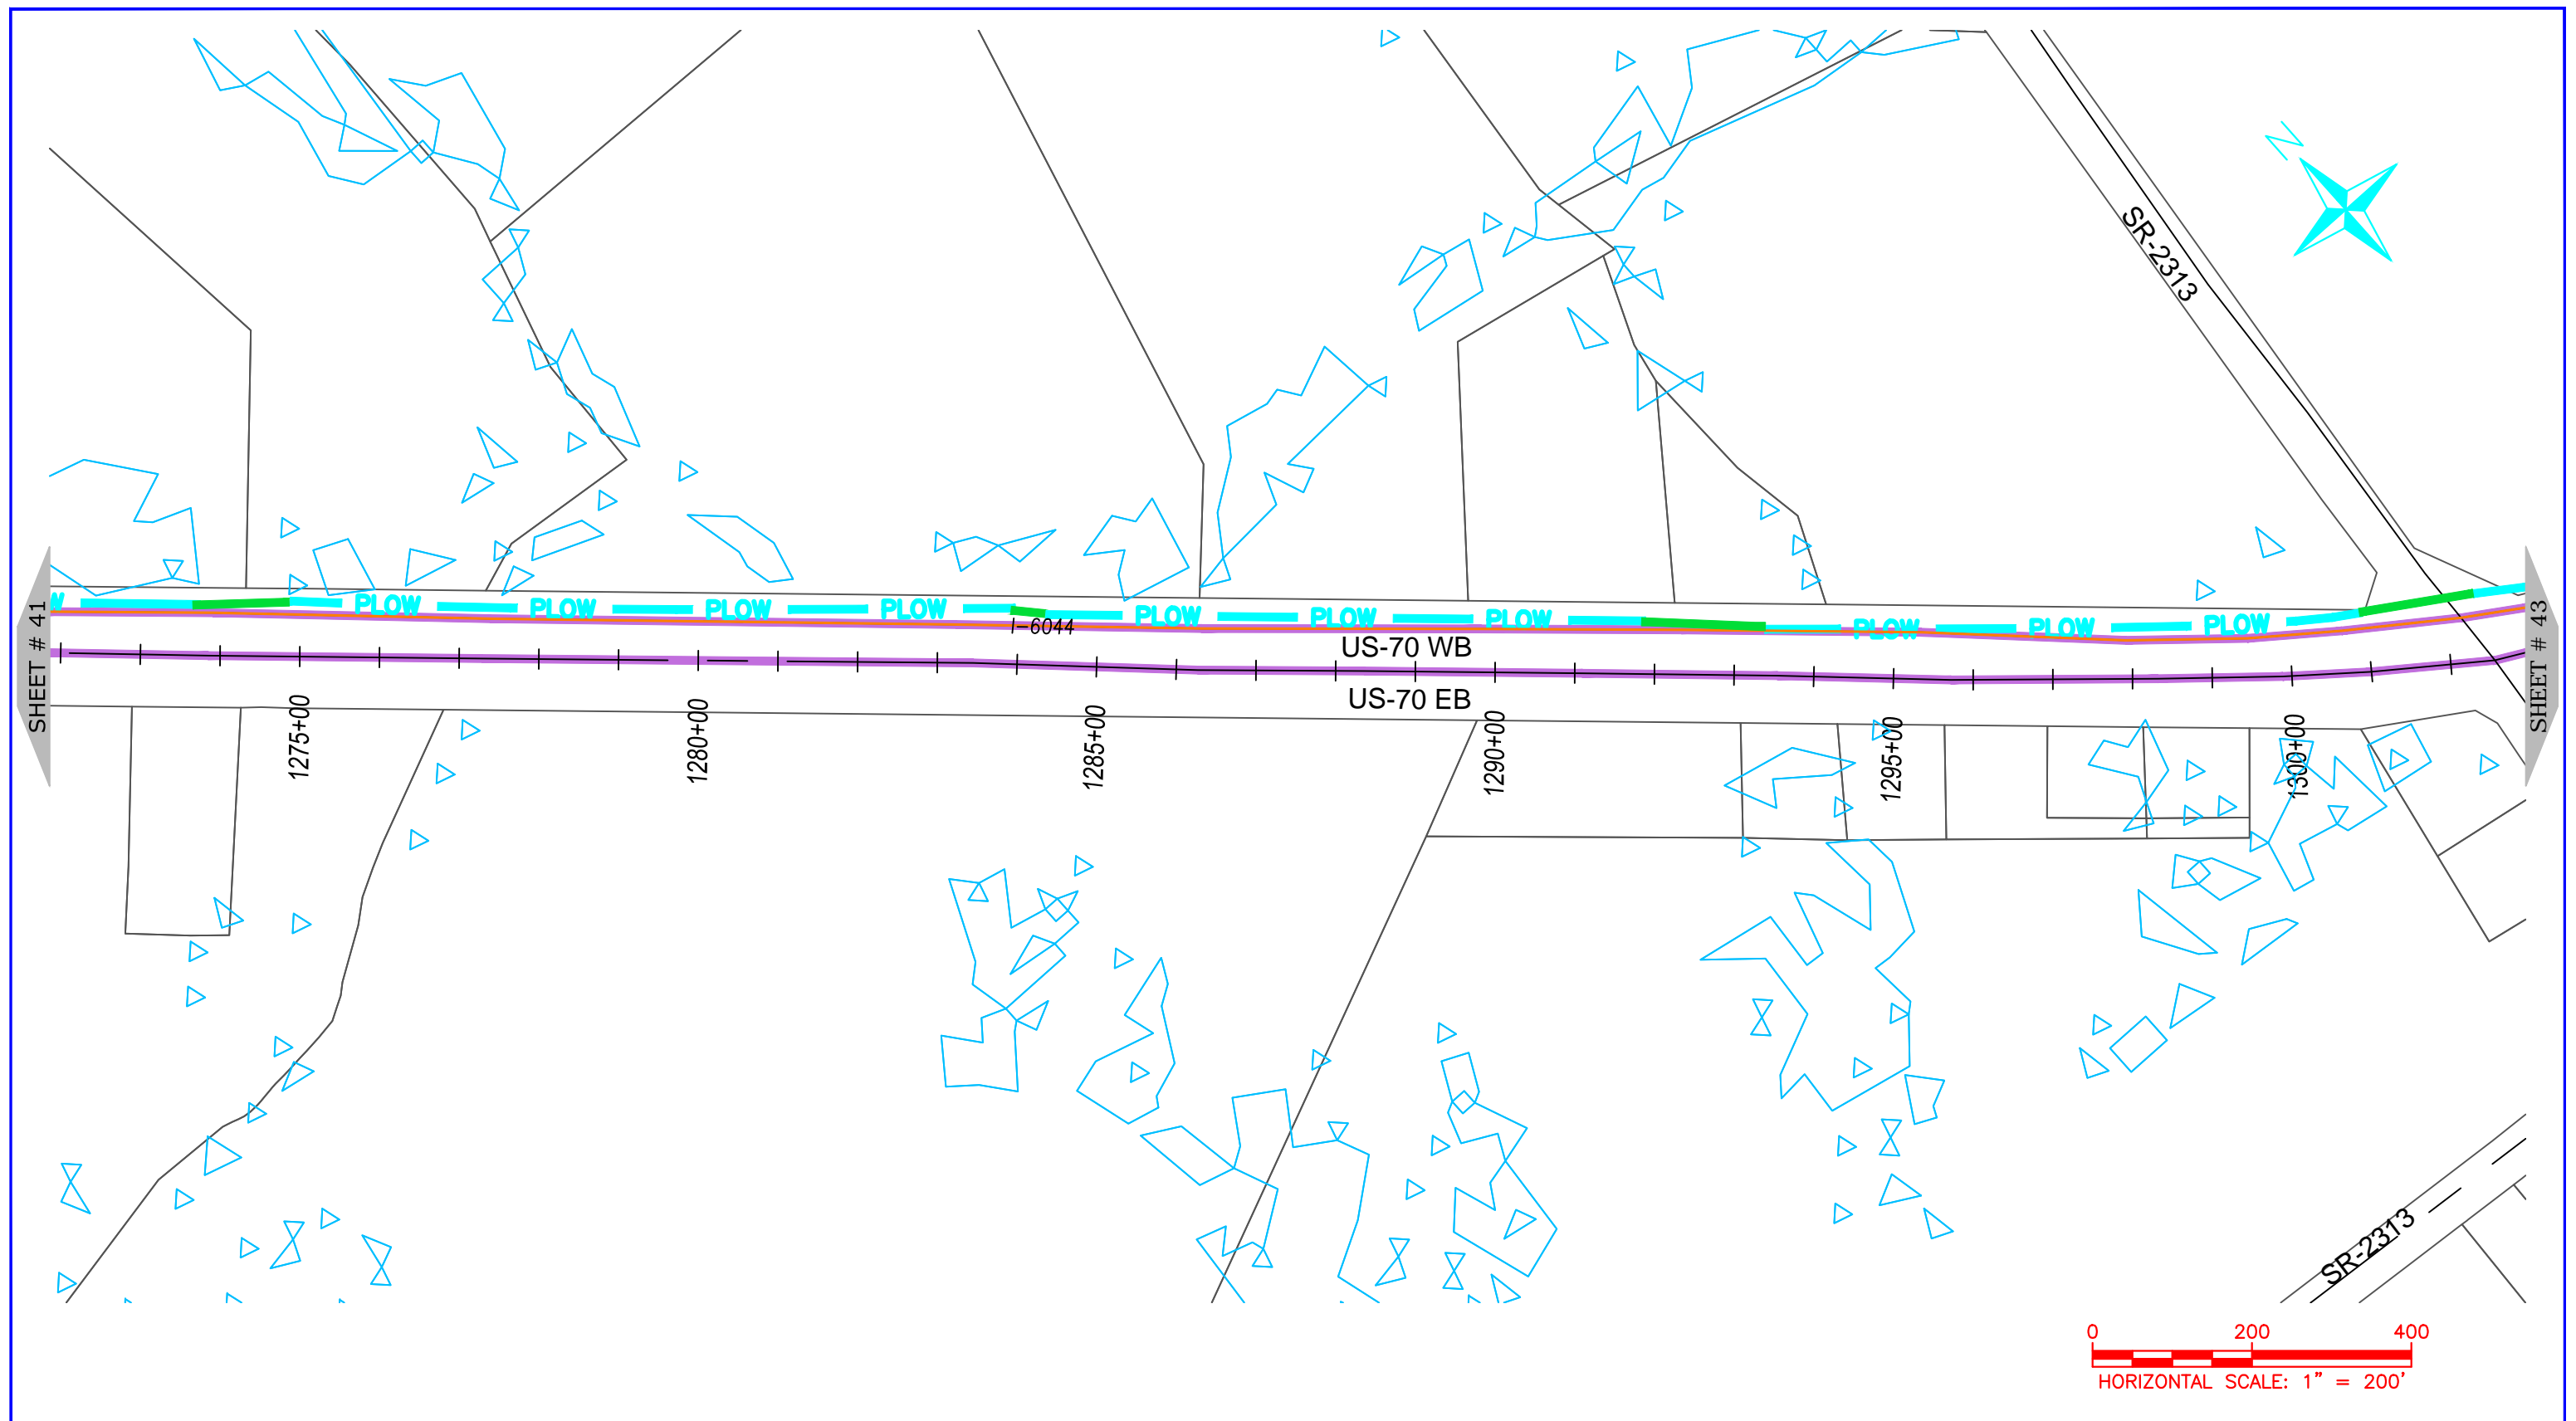 N
SR-2313
W PLOW PLOW PLOW PLOW PLOW PLOW PLOW PLOW PLOW PLOW
I-6044
US-70 WB
US-70 EB
SHEET # 41
SHEET # 43
1275+00
1280+00
1285+00
1290+00
1295+00
1300+00
SR-2313
0 200 400
HORIZONTAL SCALE: 1" = 200'